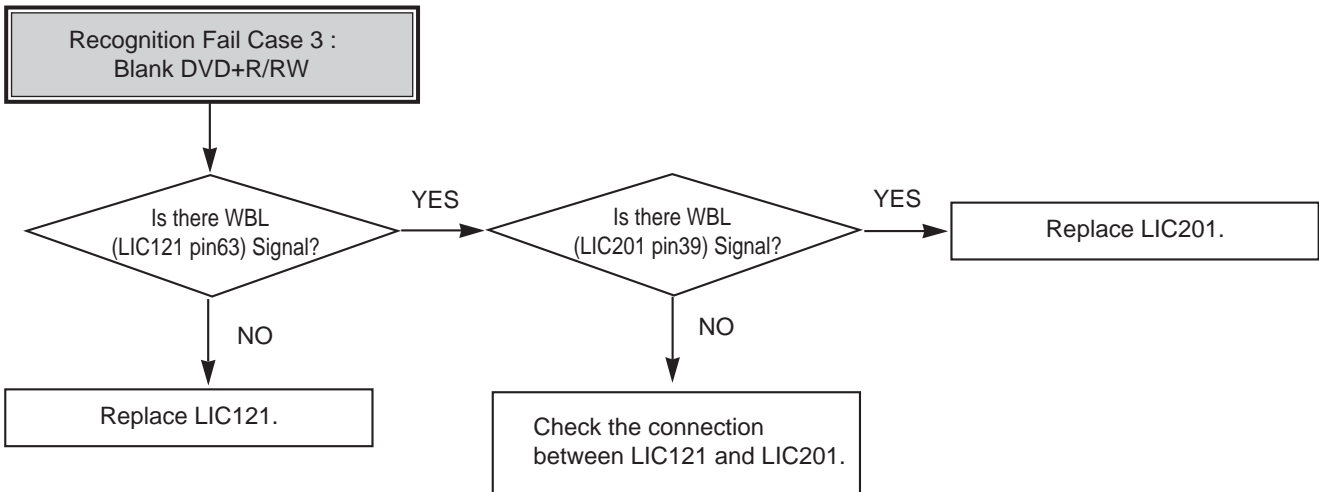 Recognition Fail Case 3 :
Blank DVD+R/RW
Is there WBL
(LIC121 pin63) Signal?
YES
Is there WBL
(LIC201 pin39) Signal?
YES
Replace LIC201.
NO
NO
Replace LIC121.
Check the connection
between LIC121 and LIC201.